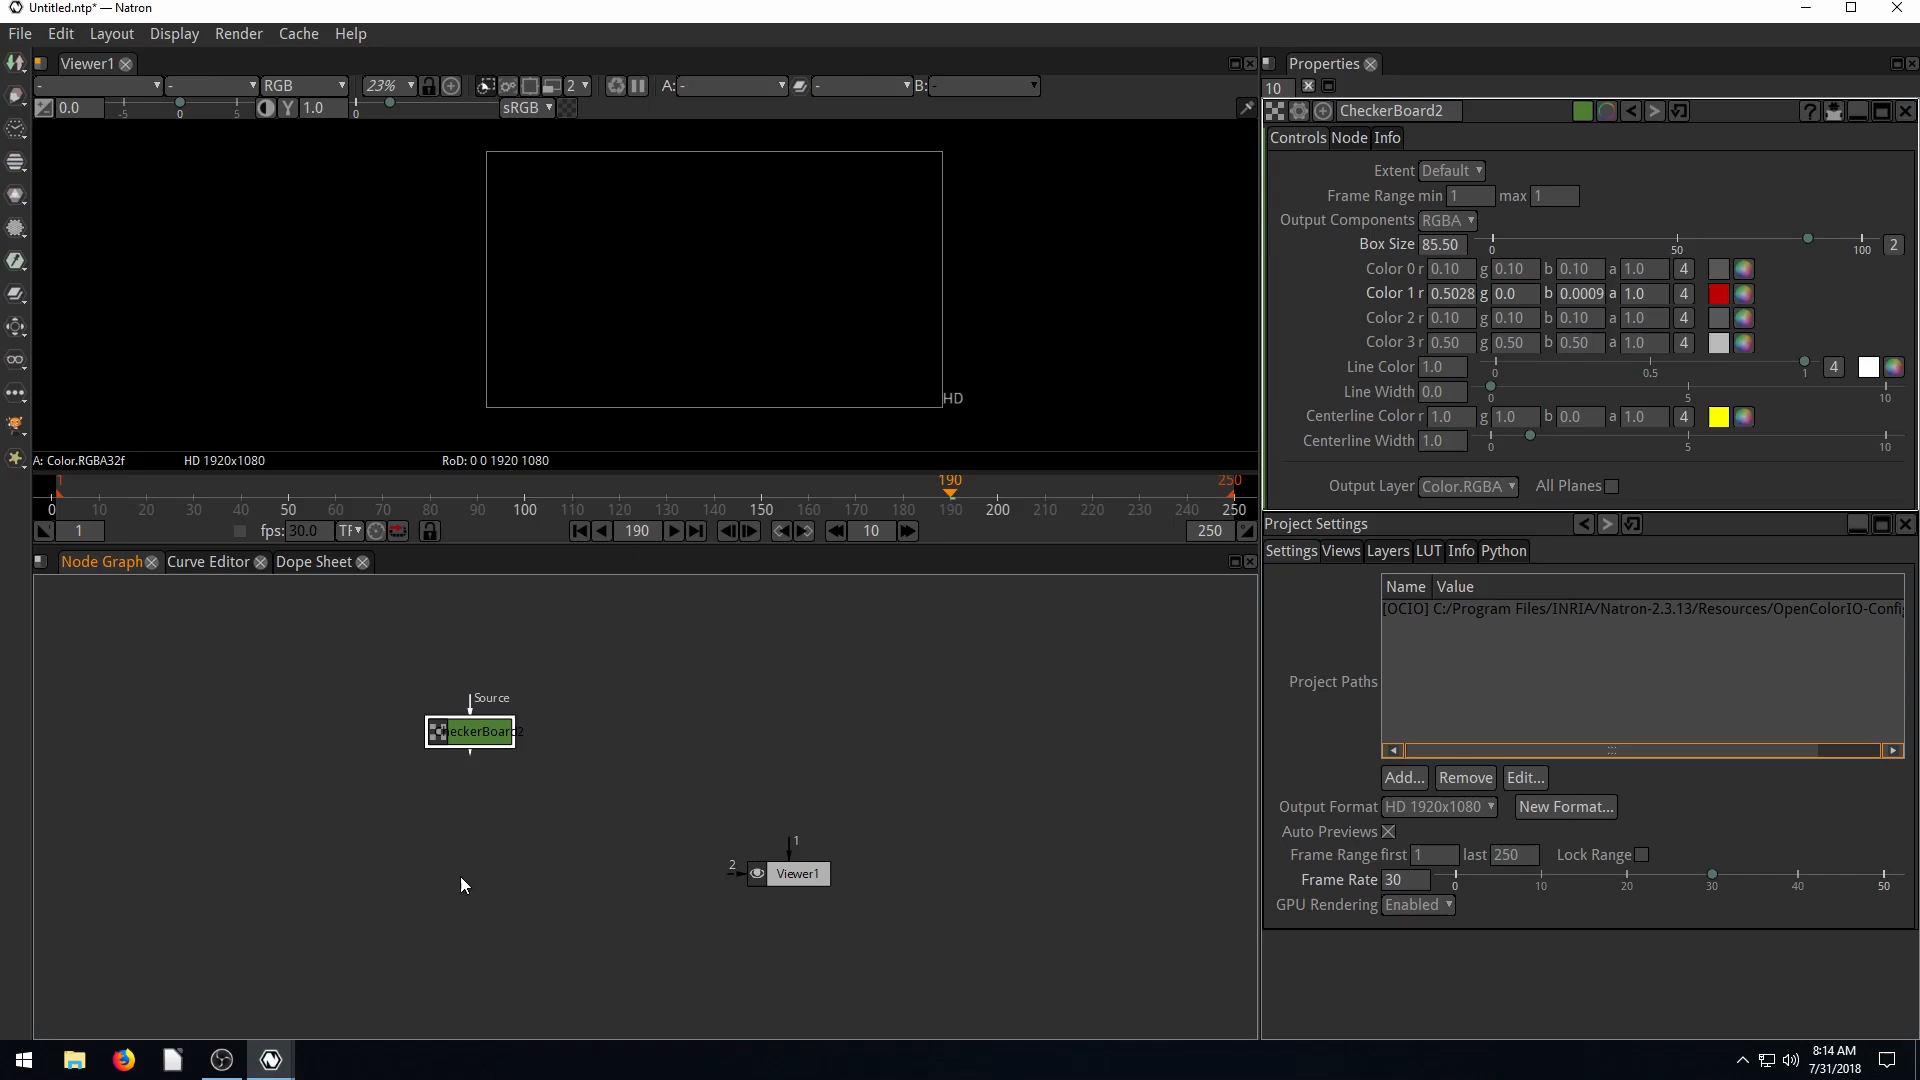 Untitled.ntp* — Natron
File Edit Layout Display Render Cache Help
Viewer1
- - RGB 23% 2 A: - - B: -
0.0 -5 0 5 Y 1.0 0 sRGB
HD
A: Color.RGBA32f HD 1920x1080 RoD: 0 0 1920 1080
1 190 250
0 10 20 30 40 50 60 70 80 90 100 110 120 130 140 150 160 170 180 190 200 210 220 230 240 250
1 fps: 30.0 190 10 250
Node Graph Curve Editor Dope Sheet
Source
2
1
2
Viewer1
Properties
10
CheckerBoard2
Controls Node Info
Extent Default
Frame Range min 1 max 1
Output Components RGBA
Box Size 85.50 0 50 100 2
Color 0 r 0.10 g 0.10 b 0.10 a 1.0 4
Color 1 r 0.5028 g 0.0 b 0.0009 a 1.0 4
Color 2 r 0.10 g 0.10 b 0.10 a 1.0 4
Color 3 r 0.50 g 0.50 b 0.50 a 1.0 4
Line Color 1.0 0 0.5 1 4
Line Width 0.0 0 5 10
Centerline Color r 1.0 g 1.0 b 0.0 a 1.0 4
Centerline Width 1.0 0 5 10
Output Layer Color.RGBA All Planes
Project Settings
Settings Views Layers LUT Info Python
Name Value
[OCIO] C:/Program Files/INRIA/Natron-2.3.13/Resources/OpenColorIO-Config
Project Paths
Add... Remove Edit...
Output Format HD 1920x1080 New Format...
Auto Previews
Frame Range first 1 last 250 Lock Range
Frame Rate 30 0 10 20 30 40 50
GPU Rendering Enabled
8:14 AM
7/31/2018